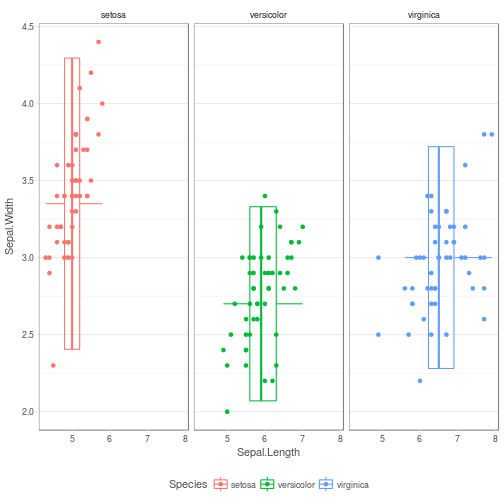 setosa versicolor virginica
4.5
4.0
3.5
3.0
2.5
2.0
Sepal.Width
5 6 7 8 5 6 7 8 5 6 7 8
Sepal.Length
Species setosa versicolor virginica